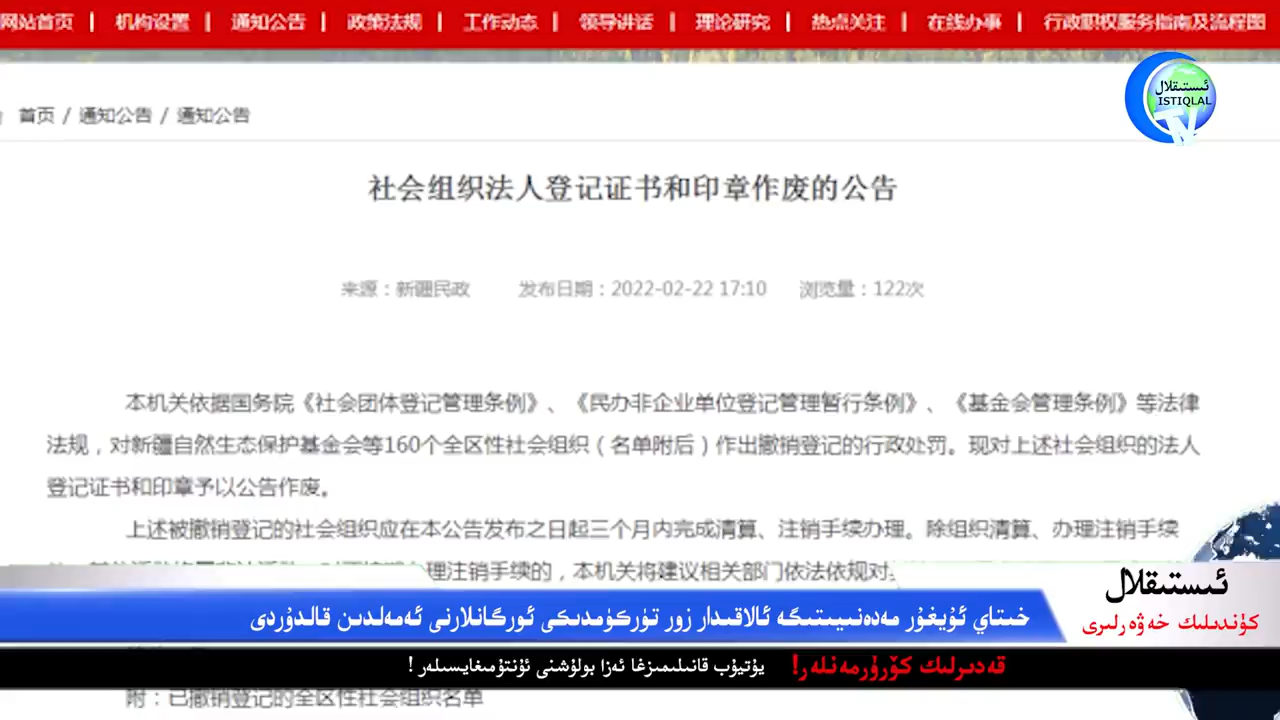 网站首页 | 机构设置 | 通知公告 | 政策法规 | 工作动态 | 领导讲话 | 理论研究 | 热点关注 | 在线办事 | 行政职权服务指南及流程图
ئىستىقلال
ISTIQLAL
TV
首页 / 通知公告 / 通知公告
社会组织法人登记证书和印章作废的公告
来源：新疆民政 发布日期：2022-02-22 17:10 浏览量：122次
本机关依据国务院《社会团体登记管理条例》、《民办非企业单位登记管理暂行条例》、《基金会管理条例》等法律
法规，对新疆自然生态保护基金会等160个全区性社会组织（名单附后）作出撤销登记的行政处罚。现对上述社会组织的法人
登记证书和印章予以公告作废。
上述被撤销登记的社会组织应在本公告发布之日起三个月内完成清算、注销手续办理。除组织清算、办理注销手续
理注销手续的，本机关将建议相关部门依法依规对
ئىستىقلال
كۈندىلىك خەۋەرلىرى
خىتاي ئۇيغۇر مەدەنىيىتىگە ئالاقىدار زور تۈركۈمدىكى ئورگانلارنى ئەمەلدىن قالدۇردى
قەدىرلىك كۆرۈرمەنلەر! يۇتيۇب قانىلىمىزغا ئەزا بولۇشنى ئۇنتۇمىغايسىلەر !
附：已撤销登记的全区性社会组织名单